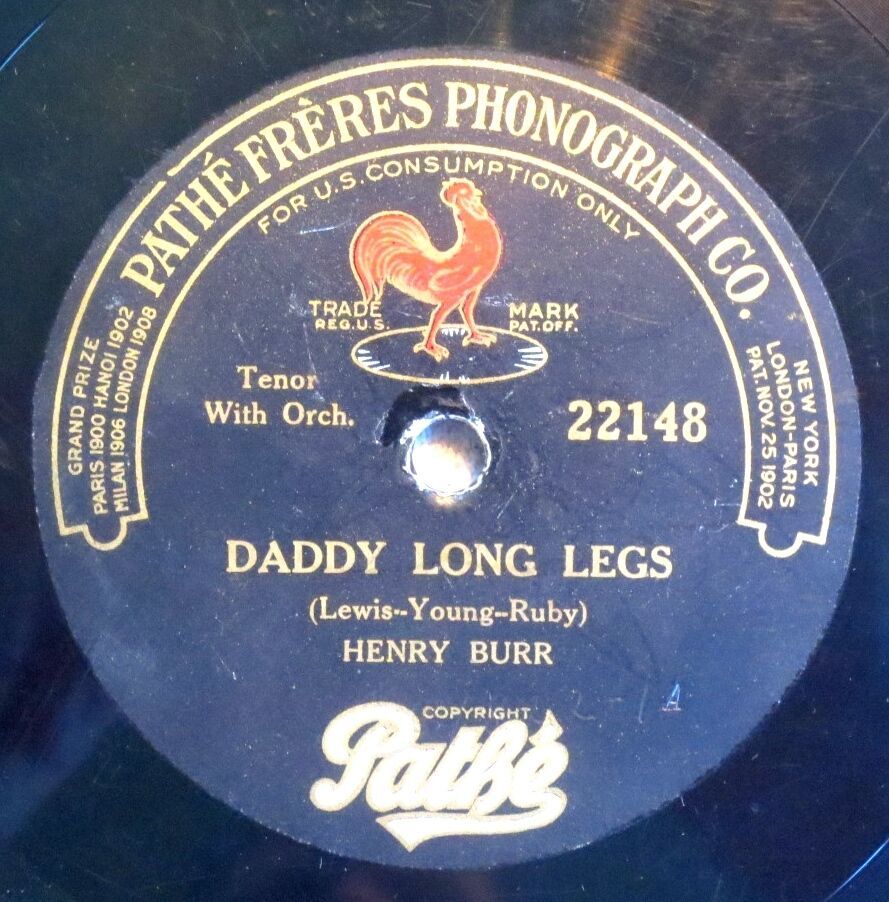 PATHÉ FRÈRES PHONOGRAPH CO.
FOR U.S. CONSUMPTION ONLY
TRADE MARK
REG. U.S. PAT. OFF.
GRAND PRIZE
PARIS 1900 HANOI 1902
MILAN 1906 LONDON 1908
NEW YORK
LONDON-PARIS
PAT. NOV. 25 1902
Tenor
With Orch.
22148
DADDY LONG LEGS
(Lewis--Young--Ruby)
HENRY BURR
COPYRIGHT
Pathé